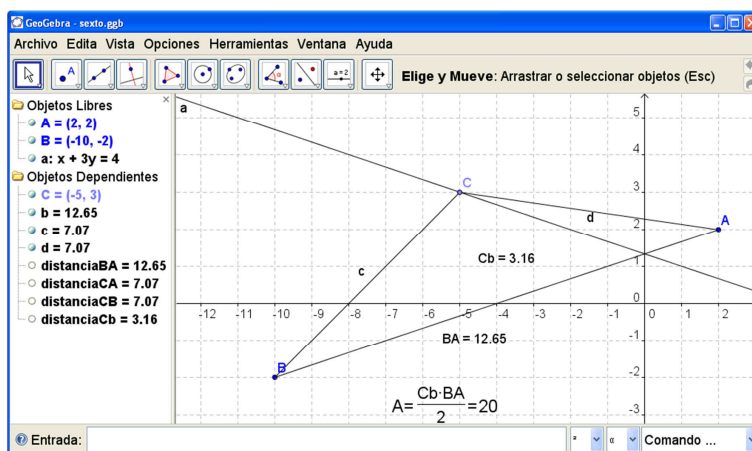 GeoGebra - sexto.ggb
Archivo Edita Vista Opciones Herramientas Ventana Ayuda
A
α
a = 2
Elige y Mueve: Arrastrar o seleccionar objetos (Esc)
Objetos Libres
A = (2, 2)
B = (-10, -2)
a: x + 3y = 4
Objetos Dependientes
C = (-5, 3)
b = 12.65
c = 7.07
d = 7.07
distanciaBA = 12.65
distanciaCA = 7.07
distanciaCB = 7.07
distanciaCb = 3.16
a
5
4
C
3
d
A
2
c
Cb = 3.16
1
0
-12 -11 -10 -9 -8 -7 -6 -5 -4 -3 -2 -1 0 1 2
-1
BA = 12.65
B
-2
A= Cb·BA
2
=20
-3
Entrada:
α
Comando ...